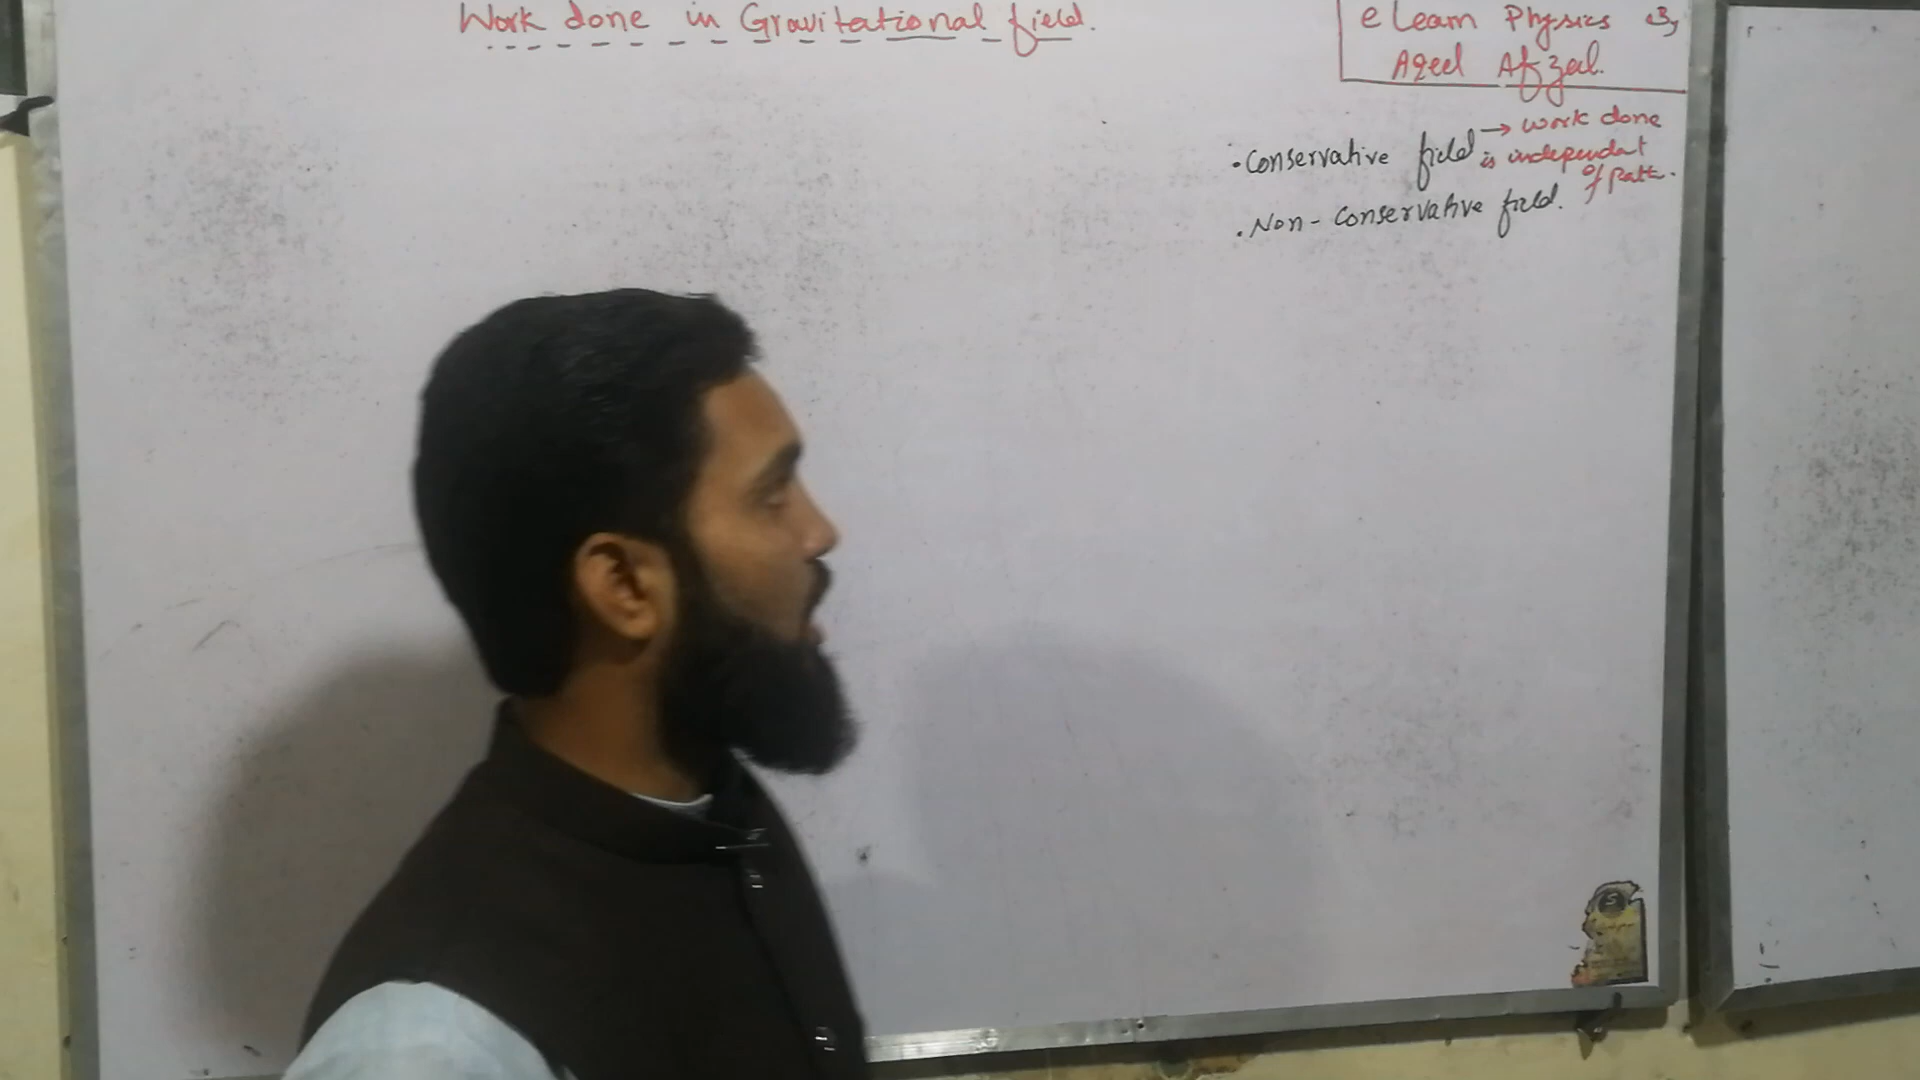 Work done in Gravitational field.
eLearn Physics By
Aqeel Afzal.
• Conservative field → work done
is independat
of path.
• Non-conservative field.